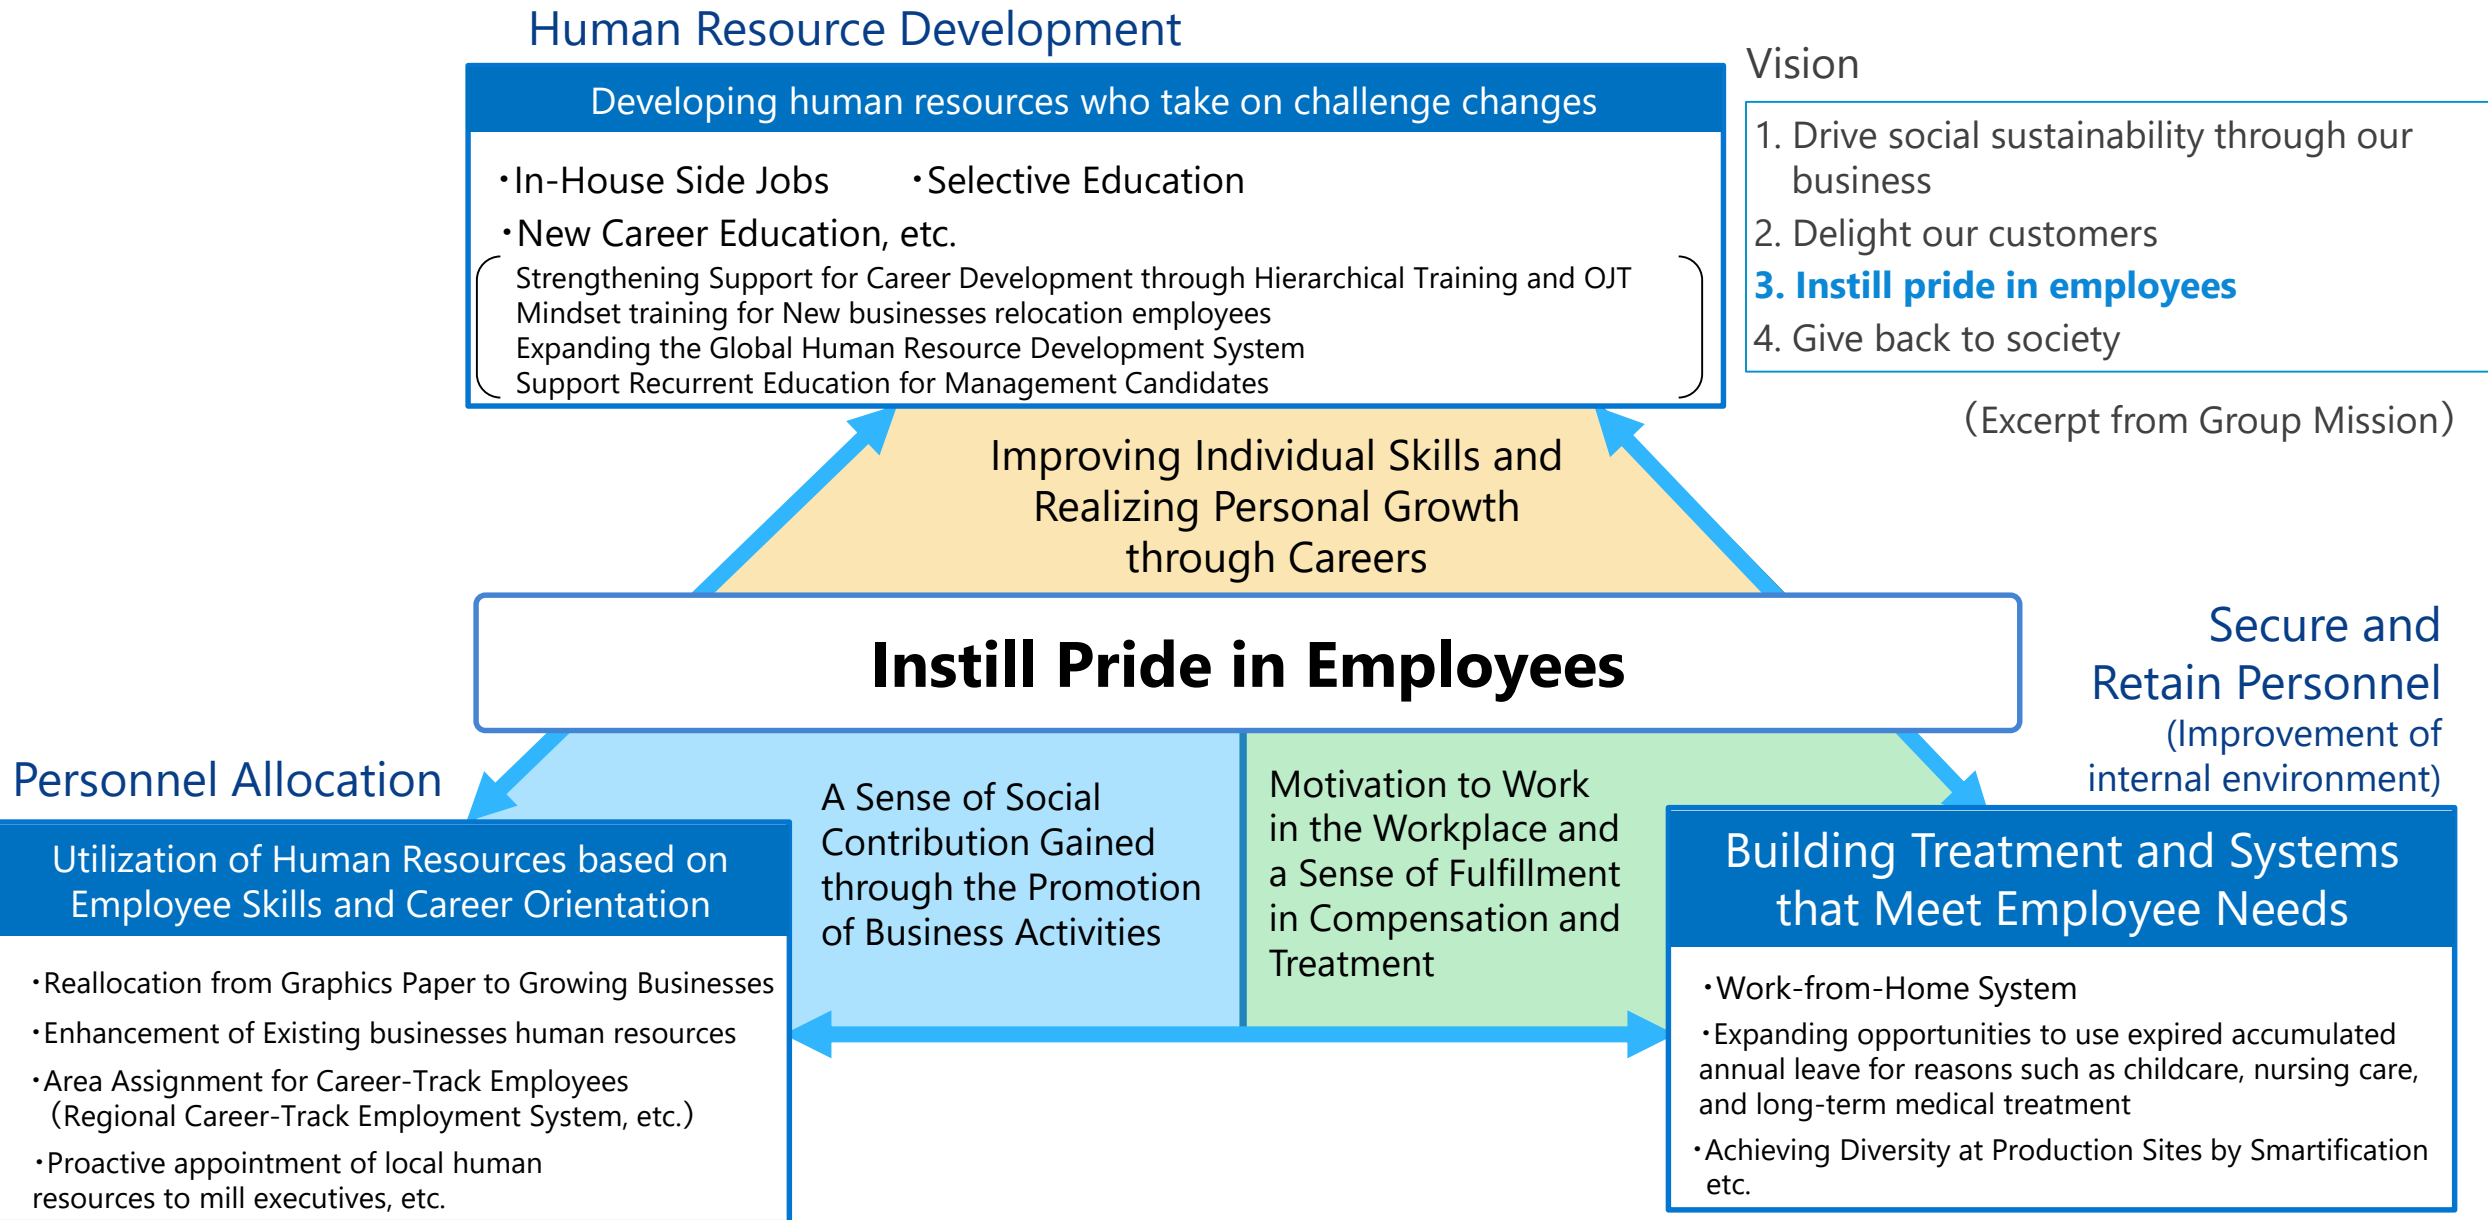 Human Resource Development
Developing human resources who take on challenge changes
・In-House Side Jobs ・Selective Education
・New Career Education, etc.
Strengthening Support for Career Development through Hierarchical Training and OJT
Mindset training for New businesses relocation employees
Expanding the Global Human Resource Development System
Support Recurrent Education for Management Candidates
Vision
1. Drive social sustainability through our
business
2. Delight our customers
3. Instill pride in employees
4. Give back to society
（Excerpt from Group Mission）
Improving Individual Skills and
Realizing Personal Growth
through Careers
Instill Pride in Employees
Personnel Allocation
Utilization of Human Resources based on
Employee Skills and Career Orientation
・Reallocation from Graphics Paper to Growing Businesses
・Enhancement of Existing businesses human resources
・Area Assignment for Career-Track Employees
（Regional Career-Track Employment System, etc.）
・Proactive appointment of local human
resources to mill executives, etc.
A Sense of Social
Contribution Gained
through the Promotion
of Business Activities
Motivation to Work
in the Workplace and
a Sense of Fulfillment
in Compensation and
Treatment
Secure and
Retain Personnel
(Improvement of
internal environment)
Building Treatment and Systems
that Meet Employee Needs
・Work-from-Home System
・Expanding opportunities to use expired accumulated
annual leave for reasons such as childcare, nursing care,
and long-term medical treatment
・Achieving Diversity at Production Sites by Smartification
etc.